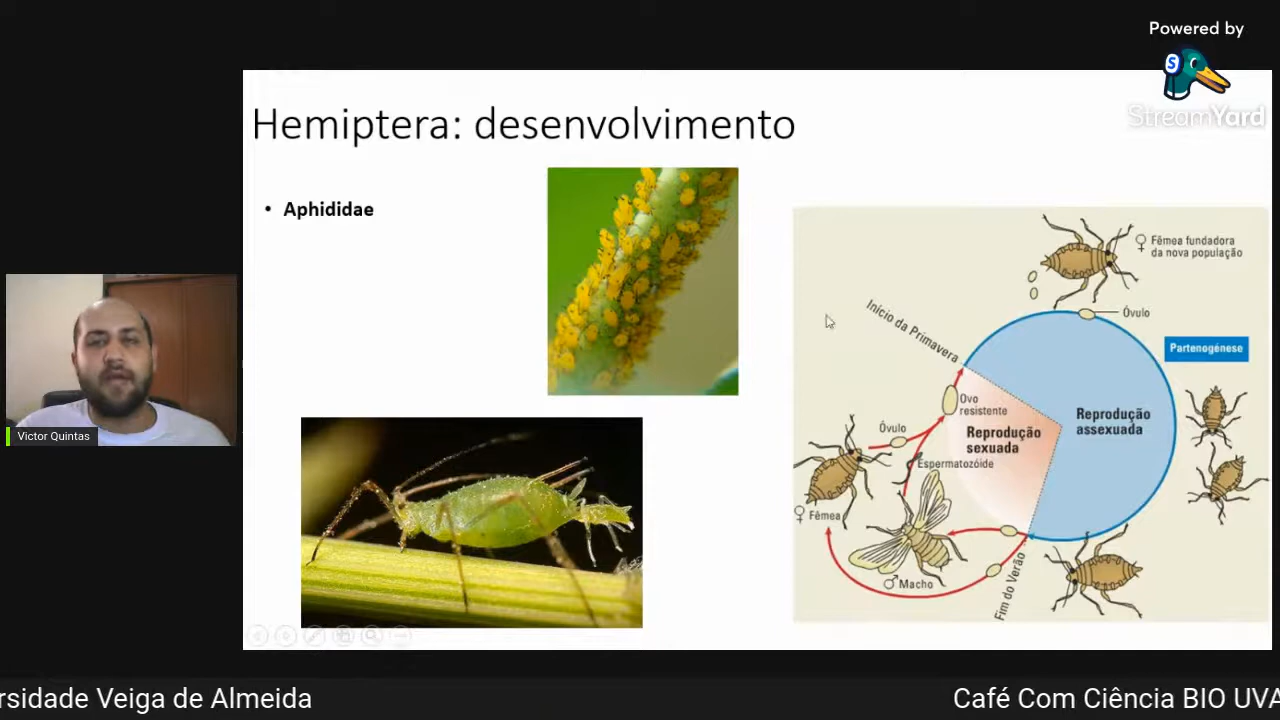 Powered by
StreamYard
Hemiptera: desenvolvimento
• Aphididae
Victor Quintas
♀ Fêmea fundadora
da nova população
Óvulo
Início da Primavera
Partenogénese
Ovo
resistente
Óvulo
Reprodução
sexuada
Reprodução
assexuada
Espermatozóide
♀ Fêmea
♂ Macho
Fim do Verão
rsidade Veiga de Almeida
Café Com Ciência BIO UVA